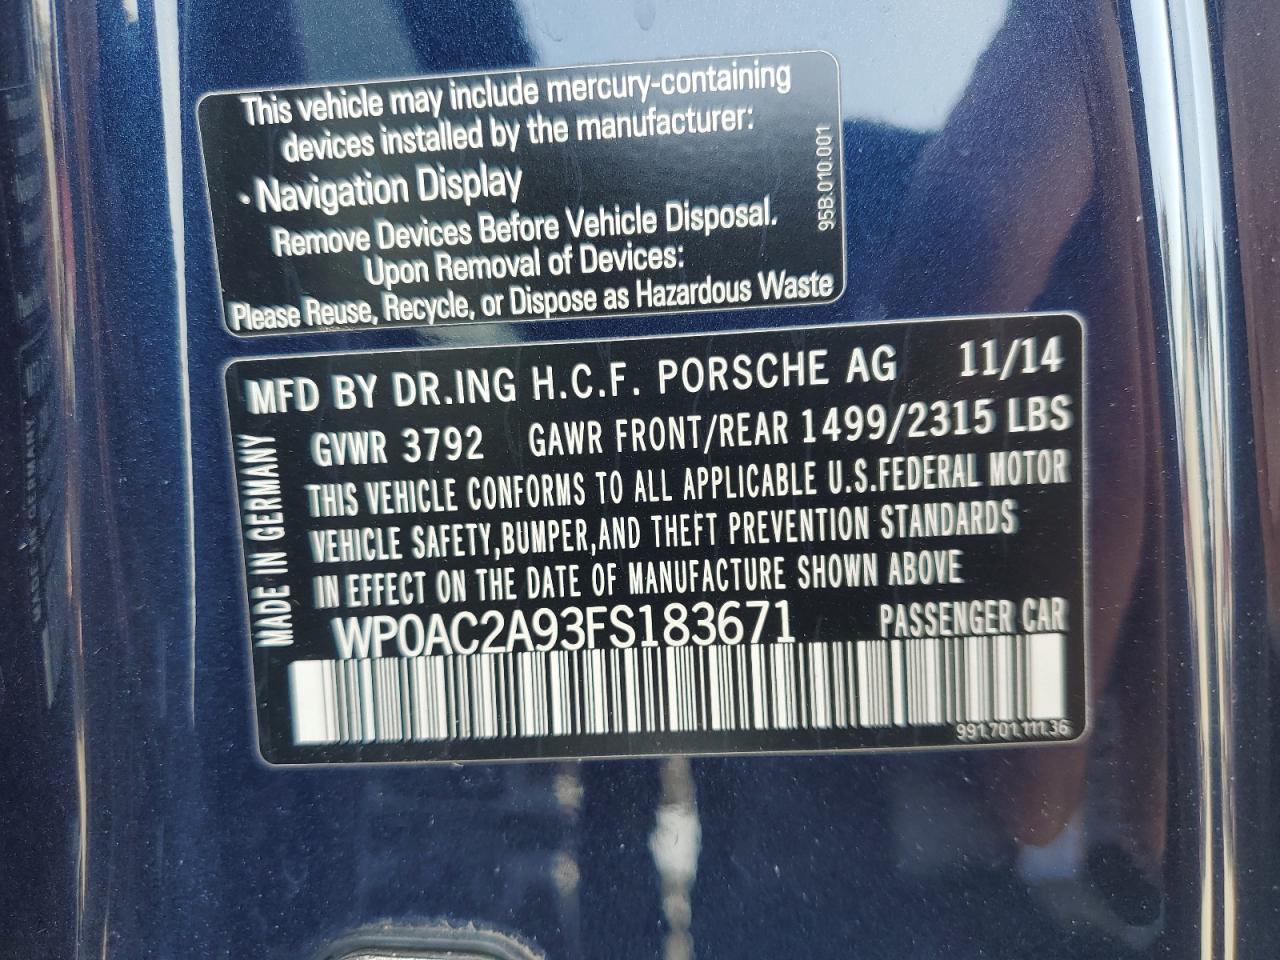 This vehicle may include mercury-containing
devices installed by the manufacturer:
• Navigation Display
Remove Devices Before Vehicle Disposal.
Upon Removal of Devices:
Please Reuse, Recycle, or Dispose as Hazardous Waste
95B.010.001
MFD BY DR.ING H.C.F. PORSCHE AG 11/14
GVWR 3792 GAWR FRONT/REAR 1499/2315 LBS
THIS VEHICLE CONFORMS TO ALL APPLICABLE U.S.FEDERAL MOTOR
VEHICLE SAFETY,BUMPER,AND THEFT PREVENTION STANDARDS
IN EFFECT ON THE DATE OF MANUFACTURE SHOWN ABOVE
WP0AC2A93FS183671 PASSENGER CAR
MADE IN GERMANY
991.701.111.36